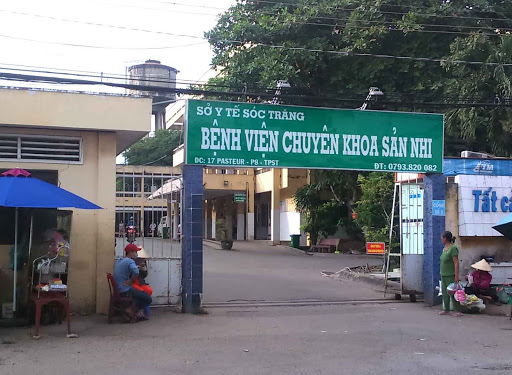 SỞ Y TẾ SÓC TRĂNG
BỆNH VIỆN CHUYÊN KHOA SẢN NHI
ĐC: 17 PASTEUR - P8 - TPST
ĐT: 0793.820 082
Tất cả